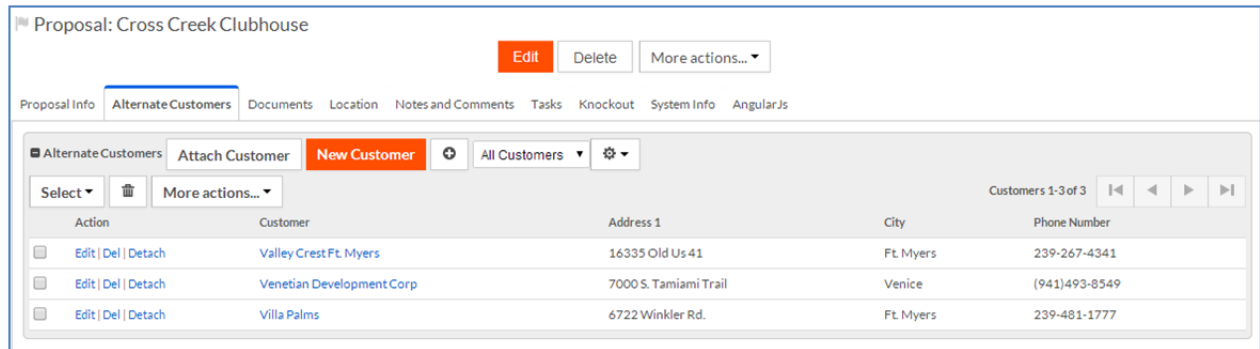 Proposal: Cross Creek Clubhouse
Edit Delete More actions...
Proposal Info Alternate Customers Documents Location Notes and Comments Tasks Knockout System Info AngularJs
Alternate Customers Attach Customer New Customer All Customers
Select More actions... Customers 1-3 of 3
Action Customer Address 1 City Phone Number
Edit | Del | Detach Valley Crest Ft. Myers 16335 Old Us 41 Ft. Myers 239-267-4341
Edit | Del | Detach Venetian Development Corp 7000 S. Tamiami Trail Venice (941)493-8549
Edit | Del | Detach Villa Palms 6722 Winkler Rd. Ft. Myers 239-481-1777